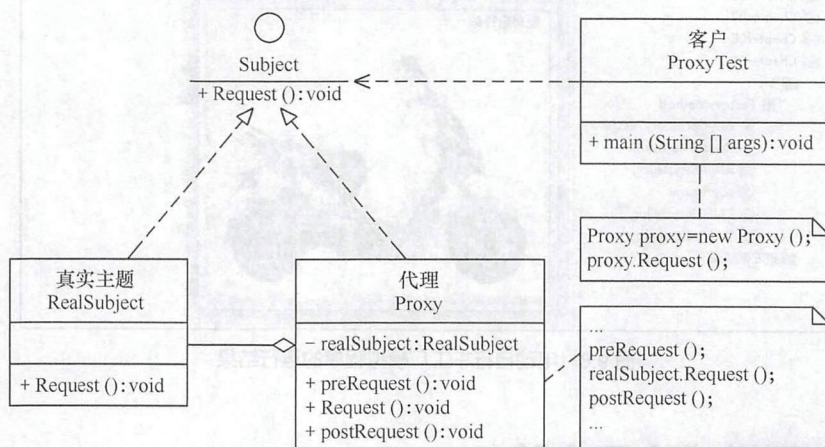 Subject
+ Request ():void
客户
ProxyTest
+ main (String [] args):void
Proxy proxy=new Proxy ();
proxy.Request ();
真实主题
RealSubject
+ Request ():void
代理
Proxy
− realSubject:RealSubject
+ preRequest ():void
+ Request ():void
+ postRequest ():void
...
preRequest ();
realSubject.Request ();
postRequest ();
...